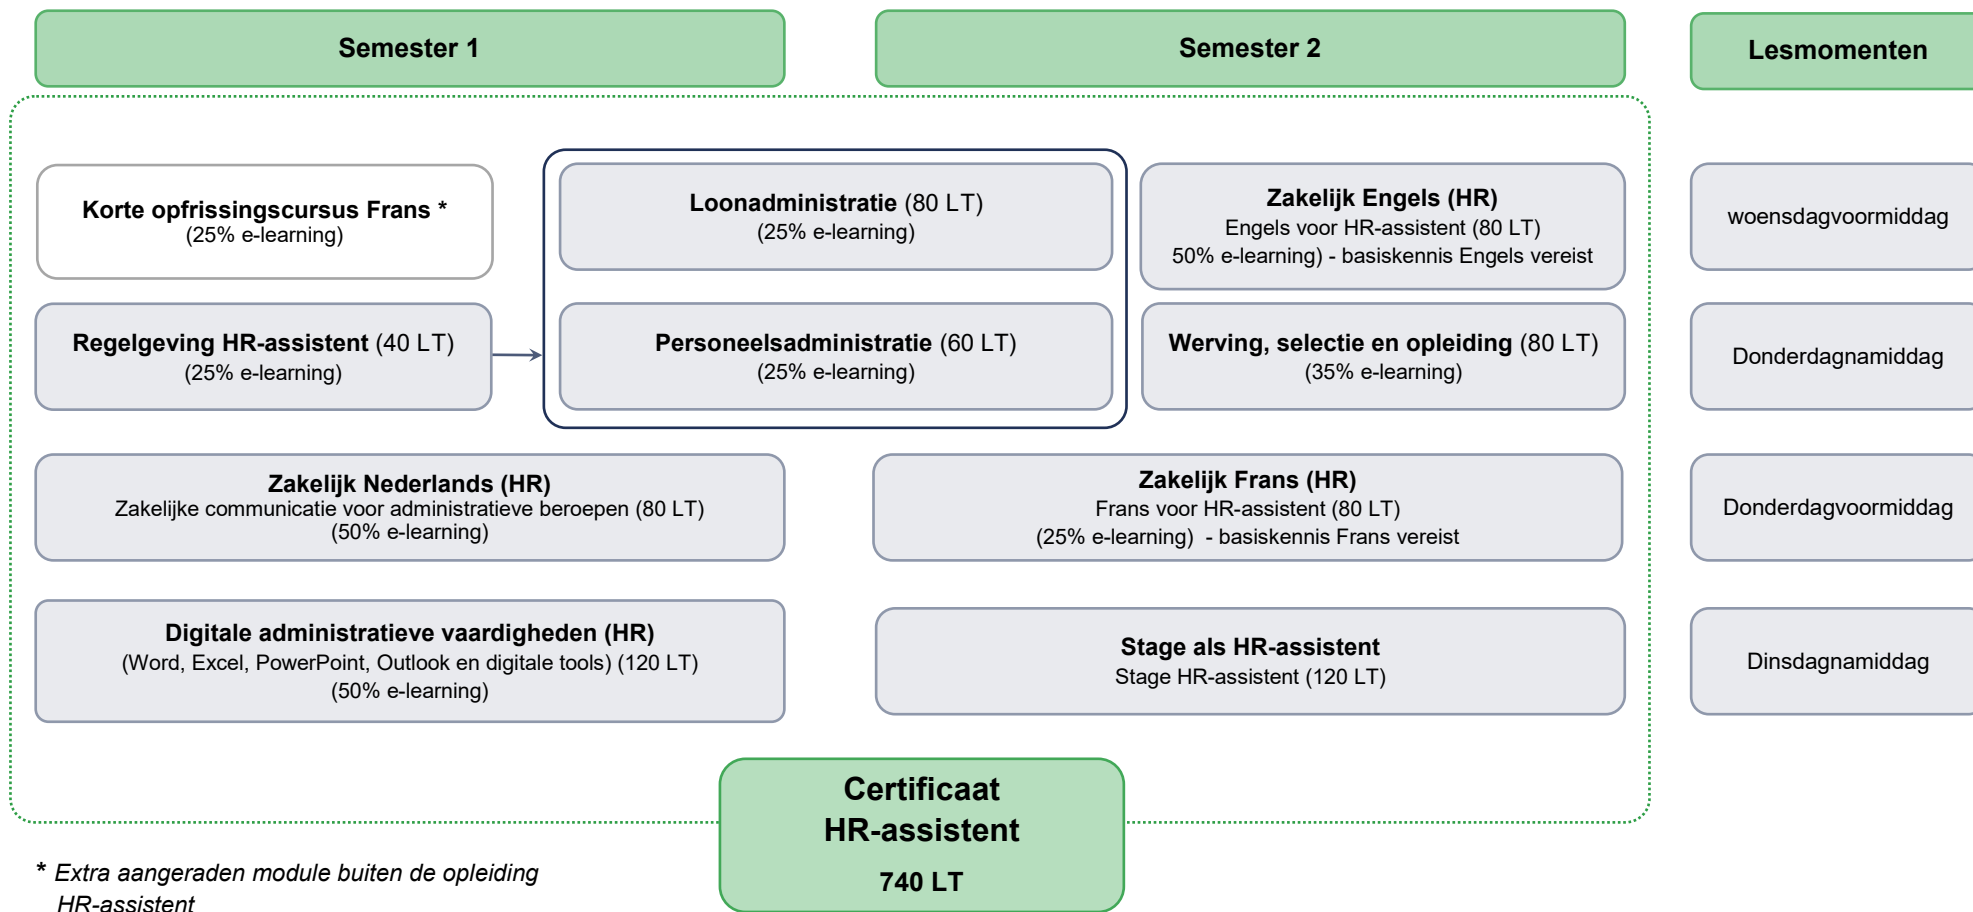 Semester 1
Semester 2
Lesmomenten
Korte opfrissingscursus Frans *
(25% e-learning)
Loonadministratie (80 LT)
(25% e-learning)
Zakelijk Engels (HR)
Engels voor HR-assistent (80 LT)
50% e-learning) - basiskennis Engels vereist
woensdagvoormiddag
Regelgeving HR-assistent (40 LT)
(25% e-learning)
Personeelsadministratie (60 LT)
(25% e-learning)
Werving, selectie en opleiding (80 LT)
(35% e-learning)
Donderdagnamiddag
Zakelijk Nederlands (HR)
Zakelijke communicatie voor administratieve beroepen (80 LT)
(50% e-learning)
Zakelijk Frans (HR)
Frans voor HR-assistent (80 LT)
(25% e-learning)  - basiskennis Frans vereist
Donderdagvoormiddag
Digitale administratieve vaardigheden (HR)
(Word, Excel, PowerPoint, Outlook en digitale tools) (120 LT)
(50% e-learning)
Stage als HR-assistent
Stage HR-assistent (120 LT)
Dinsdagnamiddag
Certificaat
HR-assistent
740 LT
* Extra aangeraden module buiten de opleiding
HR-assistent